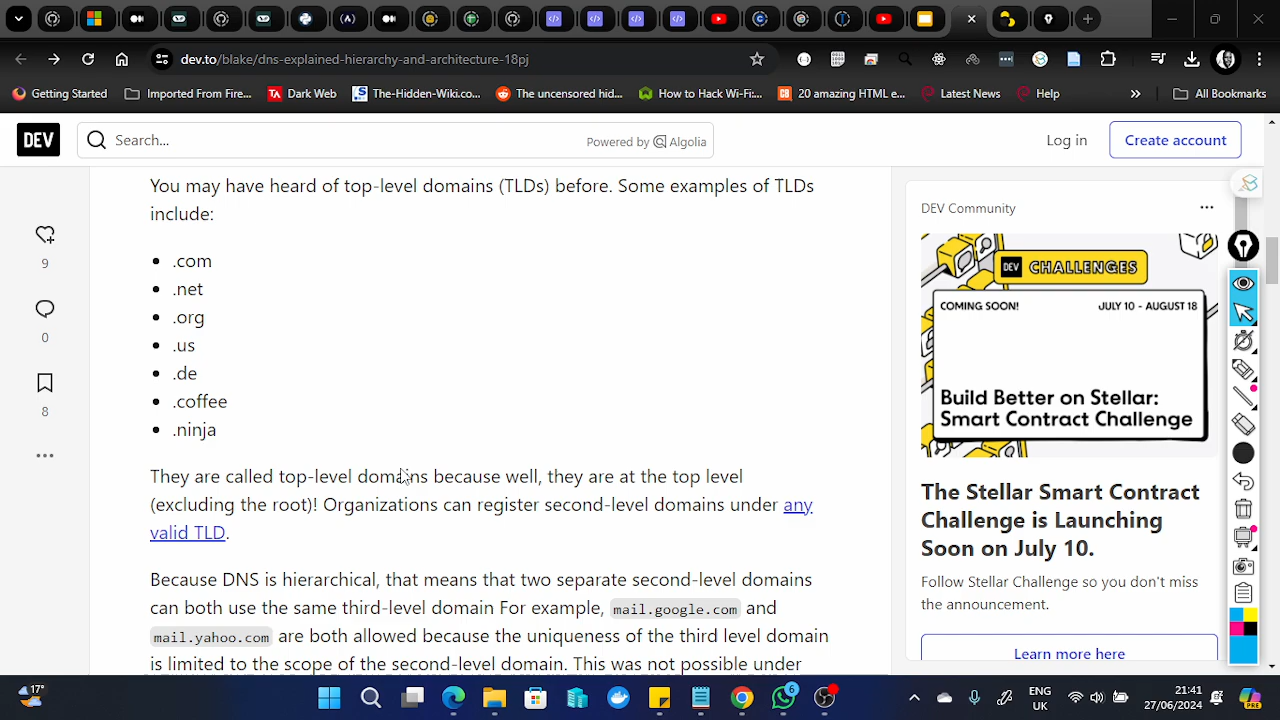 dev.to/blake/dns-explained-hierarchy-and-architecture-18pj
Getting Started
Imported From Fire...
Dark Web
The-Hidden-Wiki.co...
The uncensored hid...
How to Hack Wi-Fi:...
20 amazing HTML e...
Latest News
Help
All Bookmarks
DEV
Search...
Powered by Algolia
Log in
Create account
You may have heard of top-level domains (TLDs) before. Some examples of TLDs
include:
.com
.net
.org
.us
.de
.coffee
.ninja
They are called top-level domains because well, they are at the top level
(excluding the root)! Organizations can register second-level domains under any
valid TLD.
Because DNS is hierarchical, that means that two separate second-level domains
can both use the same third-level domain For example, mail.google.com and
mail.yahoo.com are both allowed because the uniqueness of the third level domain
is limited to the scope of the second-level domain. This was not possible under
9
0
8
DEV Community
DEV CHALLENGES
COMING SOON!
JULY 10 - AUGUST 18
Build Better on Stellar:
Smart Contract Challenge
The Stellar Smart Contract
Challenge is Launching
Soon on July 10.
Follow Stellar Challenge so you don't miss
the announcement.
Learn more here
17°
6
ENG
UK
21:41
27/06/2024
PRE